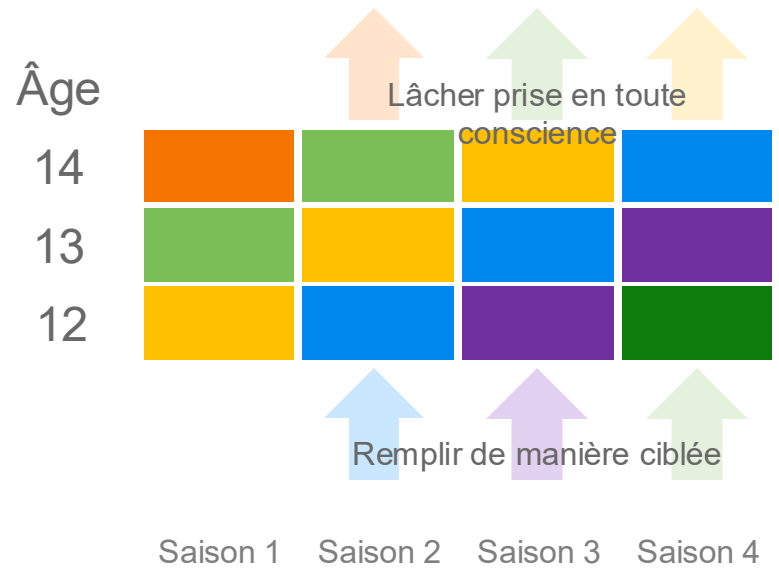 Âge
Lâcher prise en toute
conscience
14
13
12
Remplir de manière ciblée
Saison 1 Saison 2 Saison 3 Saison 4